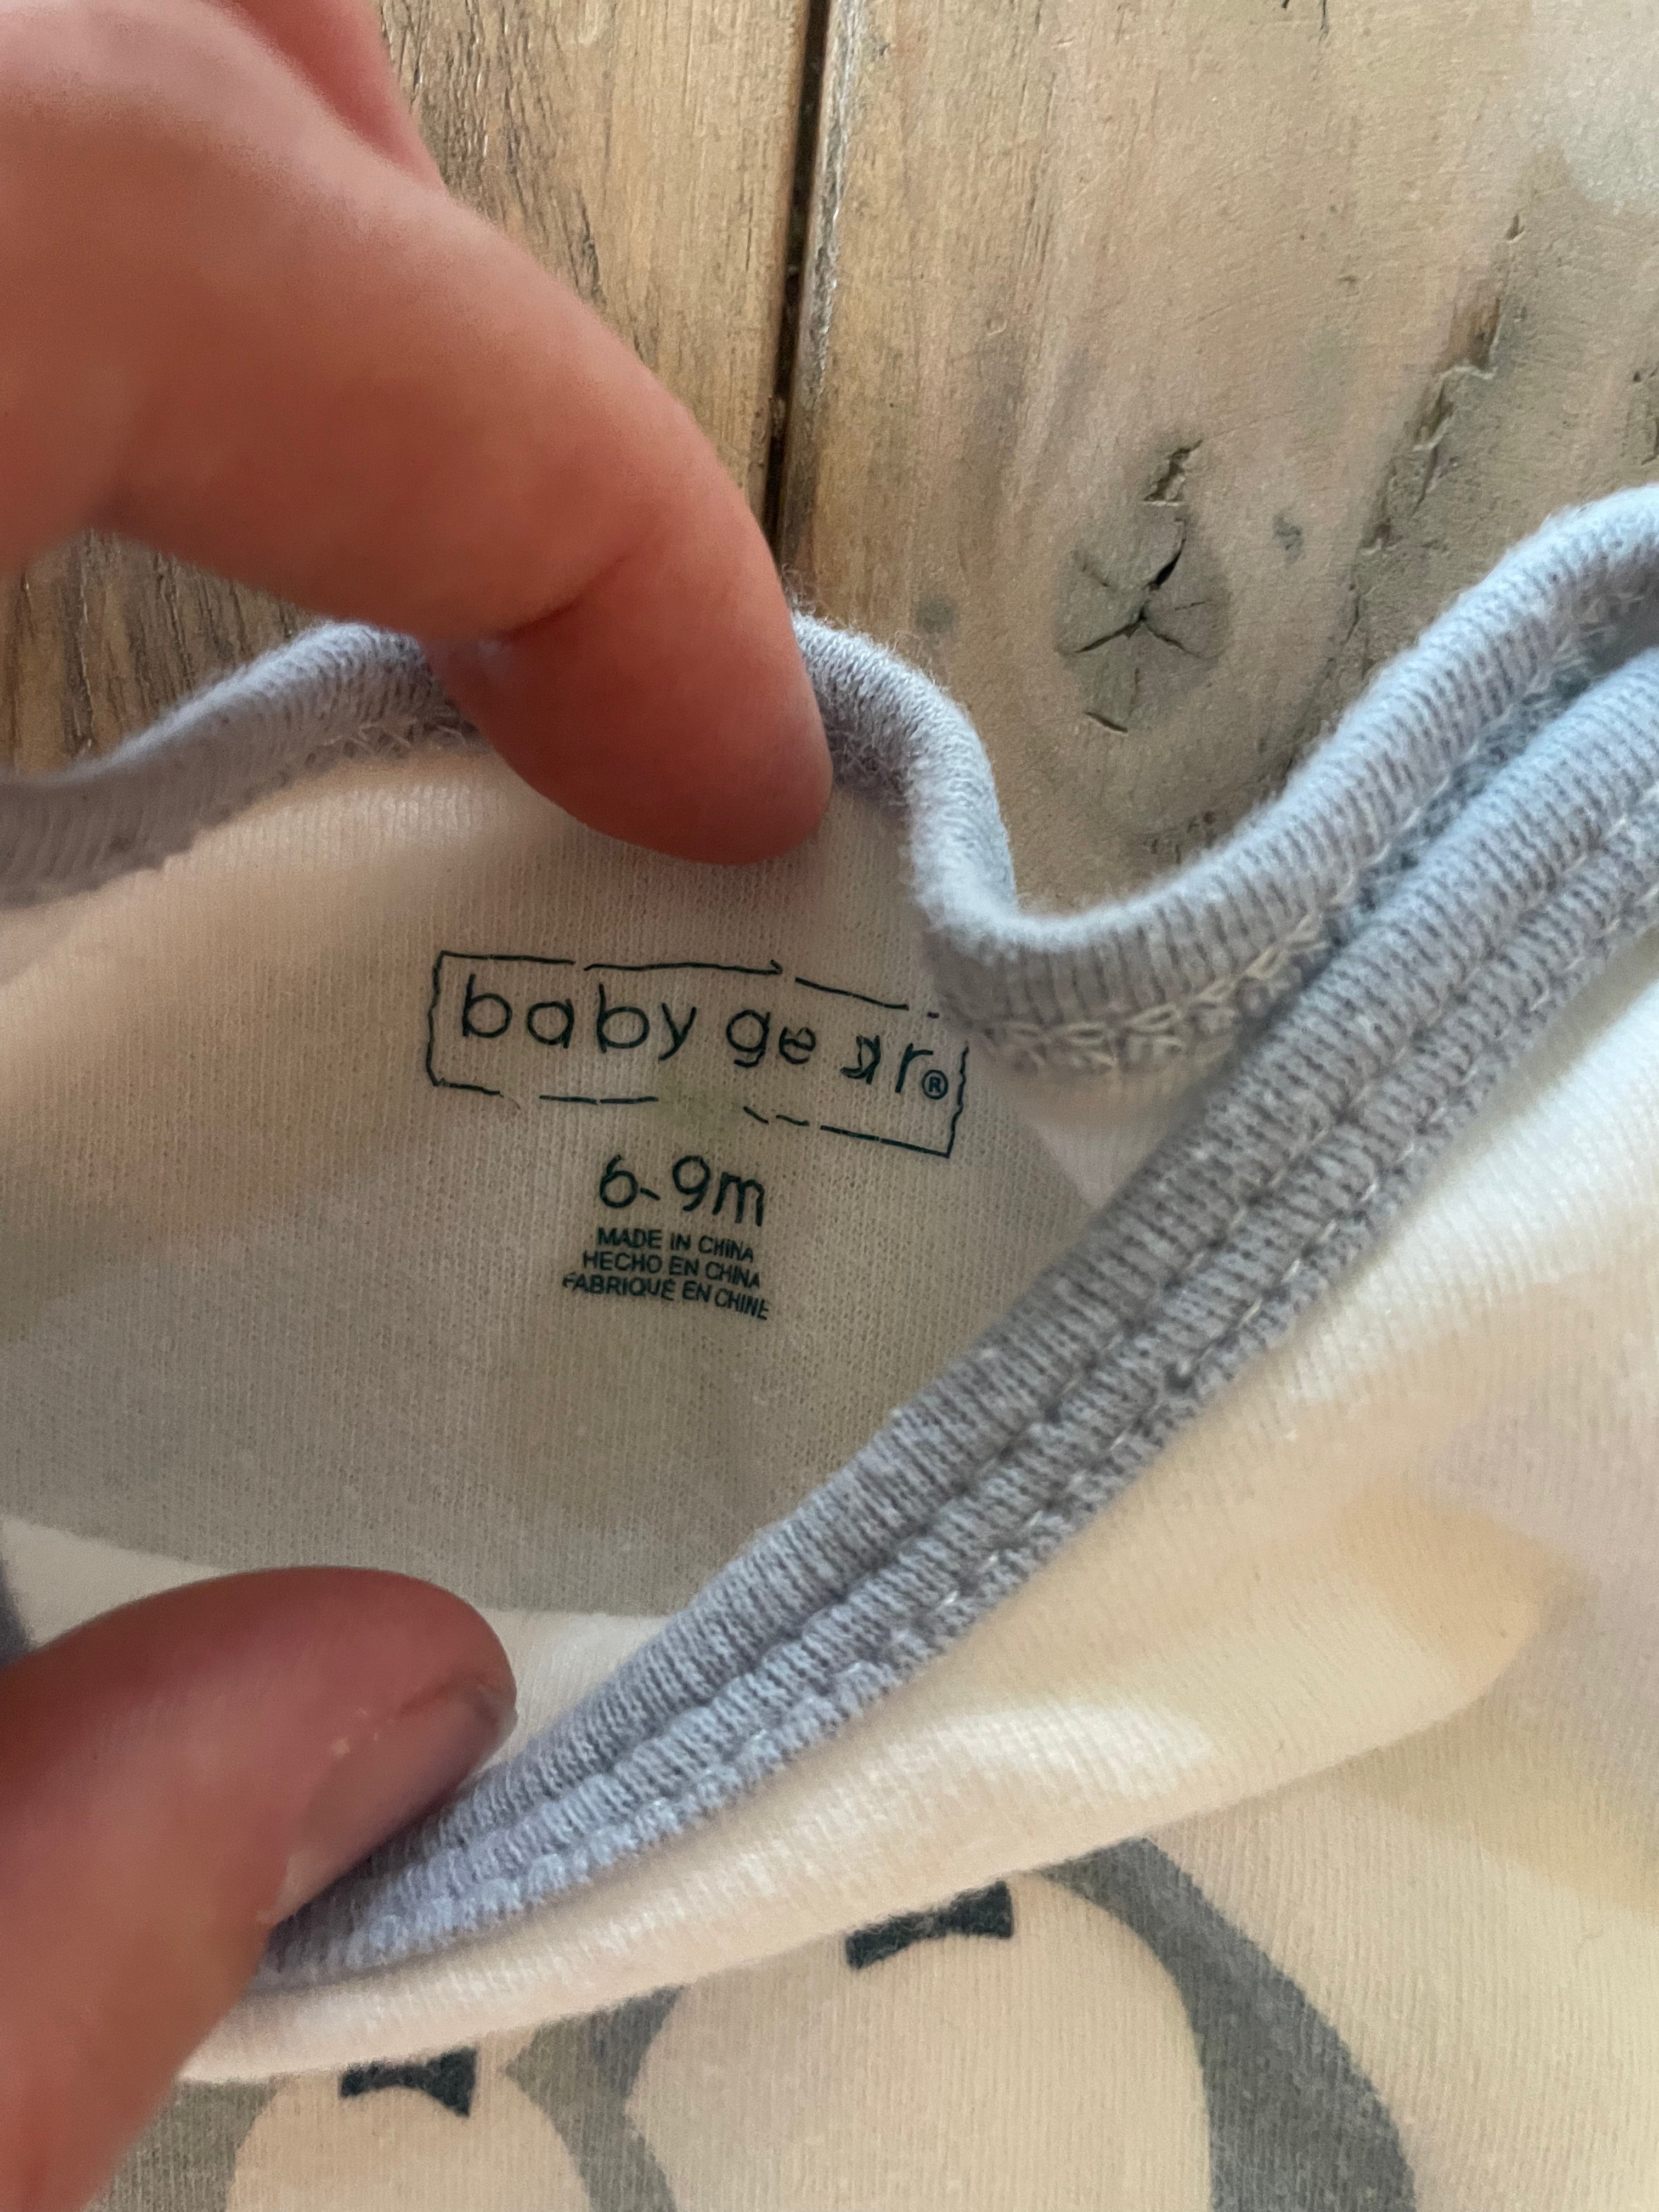 baby gear®
6-9m
MADE IN CHINA
HECHO EN CHINA
FABRIQUÉ EN CHINE